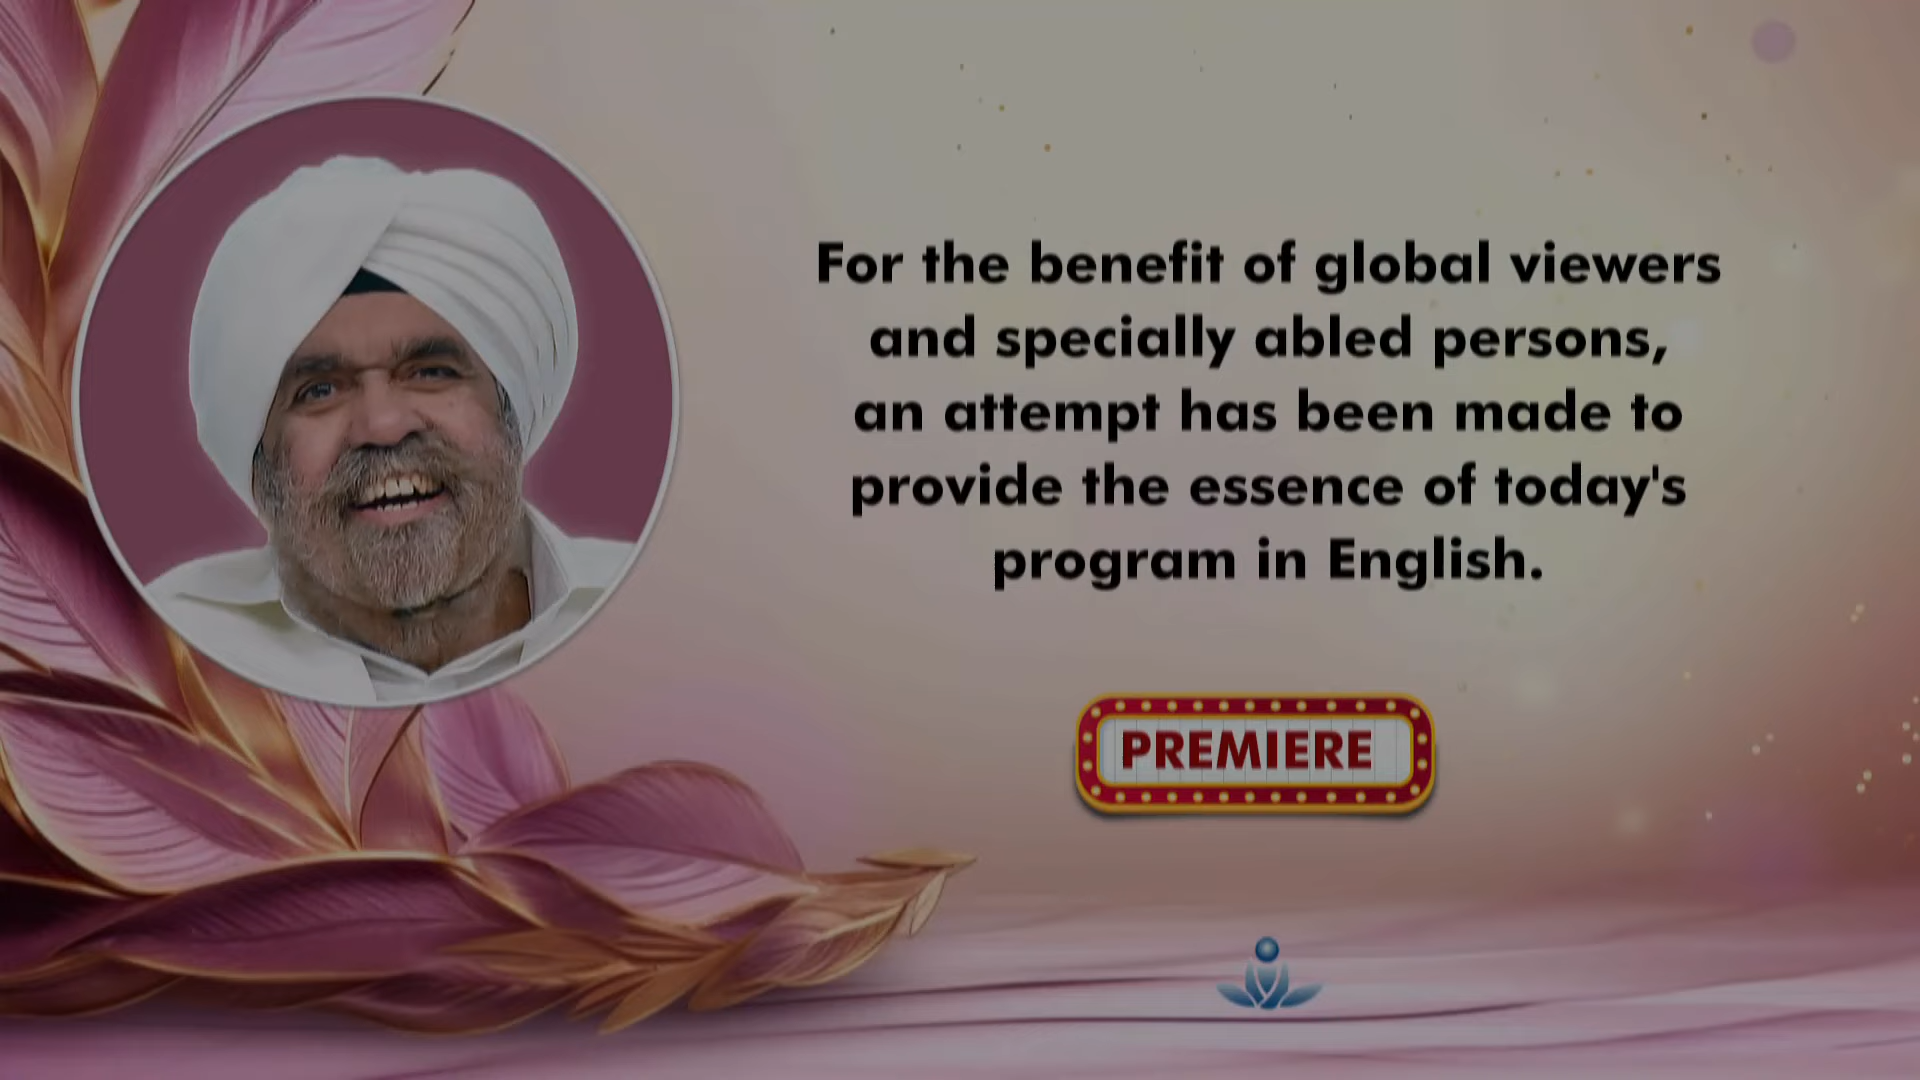 For the benefit of global viewers
and specially abled persons,
an attempt has been made to
provide the essence of today's
program in English.
PREMIERE